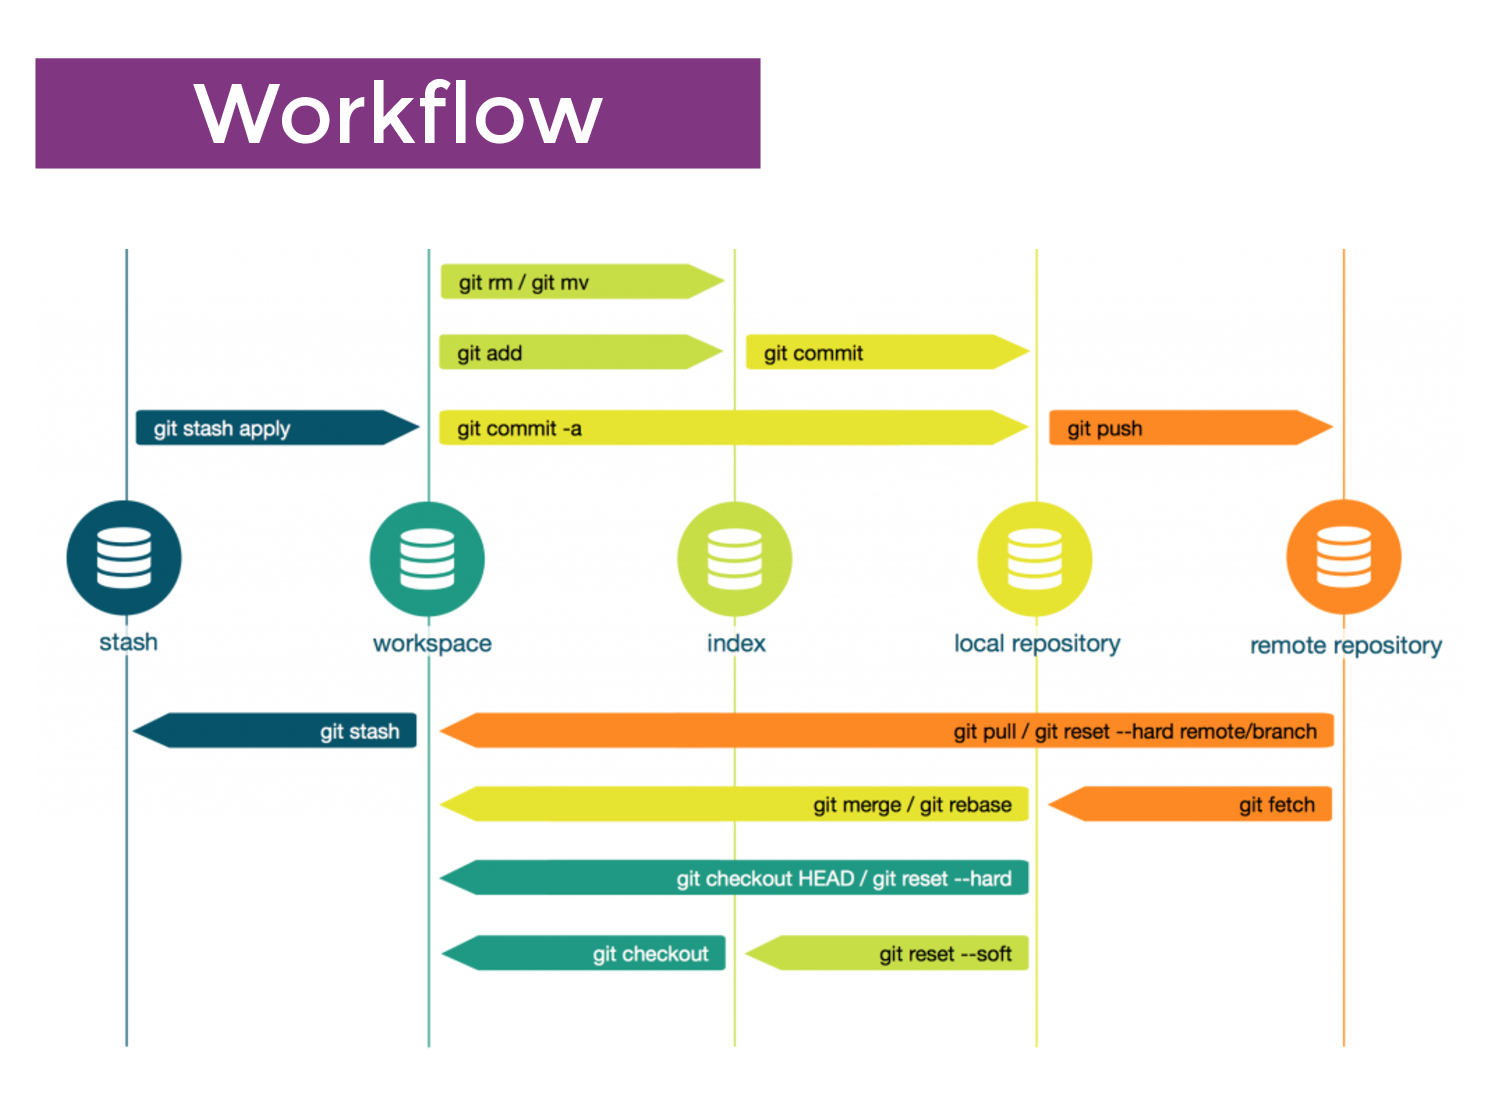 Workflow
git rm / git mv
git add
git commit
git stash apply
git commit -a
git push
stash
workspace
index
local repository
remote repository
git stash
git pull / git reset --hard remote/branch
git merge / git rebase
git fetch
git checkout HEAD / git reset --hard
git checkout
git reset --soft